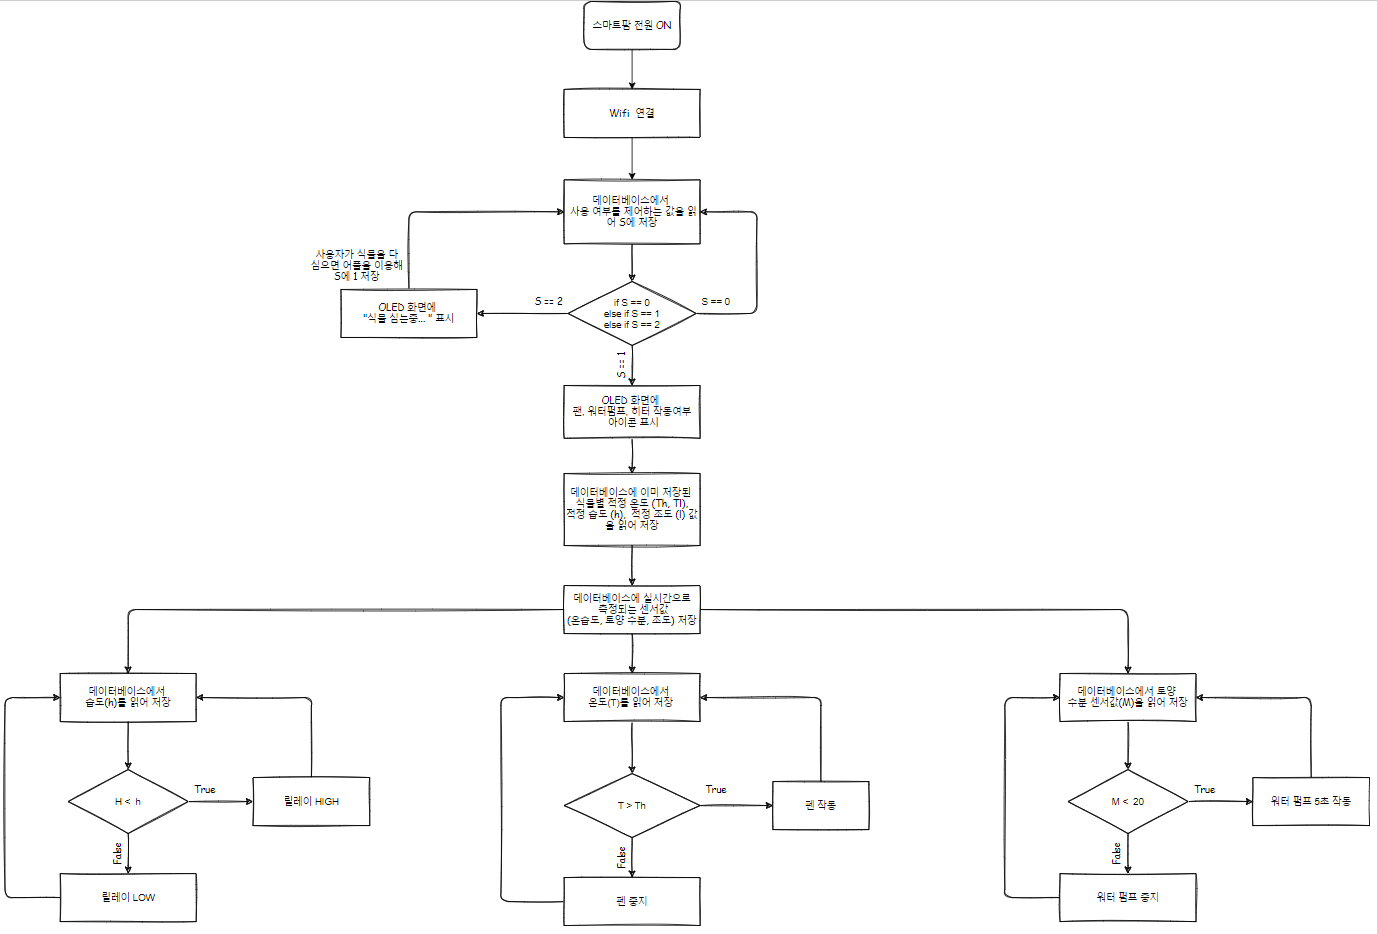 스마트팜 전원 ON
Wifi 연결
데이터베이스에서
사용 여부를 제어하는 값을 읽
어 S에 저장
사용자가 식물을 다
심으면 어플을 이용해
S에 1 저장
OLED 화면에
"식물 심는중... " 표시
S == 2
if S == 0
else if S == 1
else if S == 2
S == 0
S == 1
OLED 화면에
팬, 워터펌프, 히터 작동여부
아이콘 표시
데이터베이스에 이미 저장된
식물별 적정 온도 (Th, Tl),
적정 습도 (h), 적정 조도 (l) 값
을 읽어 저장
데이터베이스에 실시간으로
측정되는 센서값
(온습도, 토양 수분, 조도) 저장
데이터베이스에서
습도(h)를 읽어 저장
H < h
True
릴레이 HIGH
False
릴레이 LOW
데이터베이스에서
온도(T)를 읽어 저장
T > Th
True
펜 작동
False
펜 중지
데이터베이스에서 토양
수분 센서값(M)을 읽어 저장
M < 20
True
워터 펌프 5초 작동
False
워터 펌프 중지